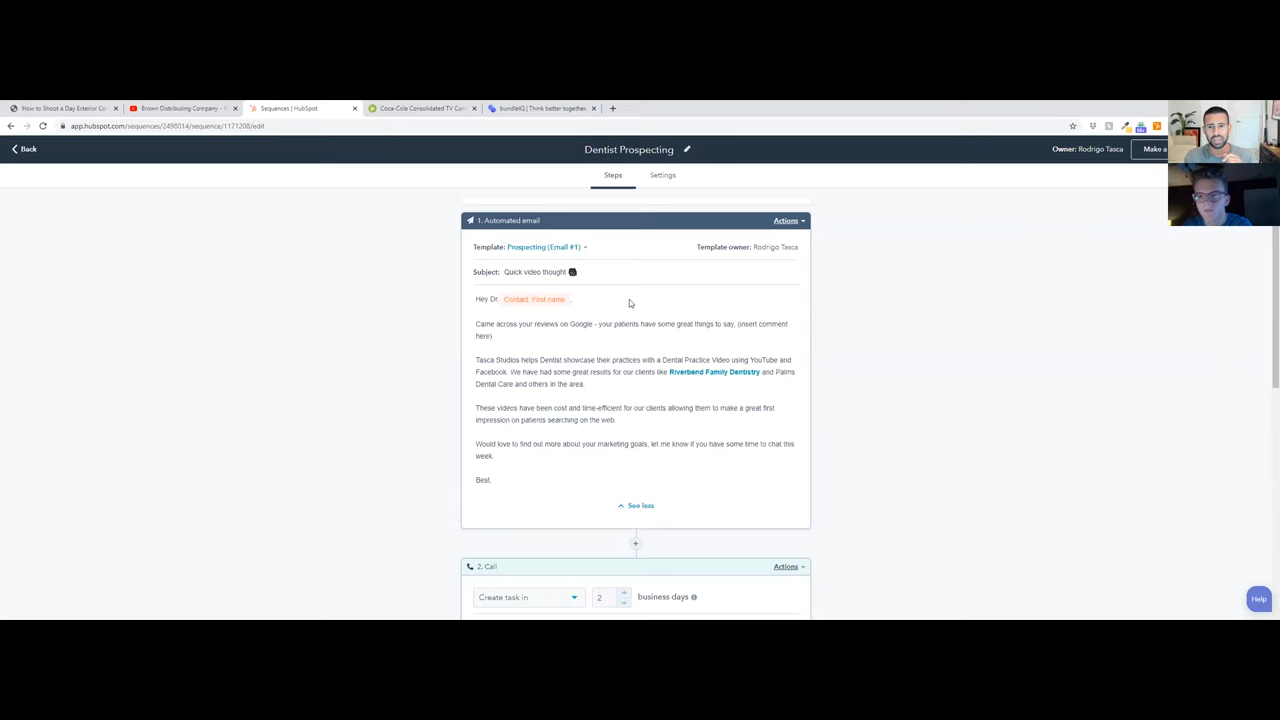 How to Shoot a Day Exterior Co
Brown Distributing Company -
Sequences | HubSpot
Coca-Cola Consolidated TV Com
bundleIQ | Think better together.
app.hubspot.com/sequences/2498014/sequence/1171208/edit
Back
Dentist Prospecting
Owner: Rodrigo Tasca
Make a
Steps
Settings
1. Automated email
Actions
Template: Prospecting (Email #1)
Template owner: Rodrigo Tasca
Subject: Quick video thought
Hey Dr. Contact: First name ,
Came across your reviews on Google - your patients have some great things to say, (insert comment
here)
Tasca Studios helps Dentist showcase their practices with a Dental Practice Video using YouTube and
Facebook. We have had some great results for our clients like Riverbend Family Dentistry and Palms
Dental Care and others in the area.
These videos have been cost and time-efficient for our clients allowing them to make a great first
impression on patients searching on the web.
Would love to find out more about your marketing goals, let me know if you have some time to chat this
week.
Best,
See less
2. Call
Actions
Create task in
2
business days
Help